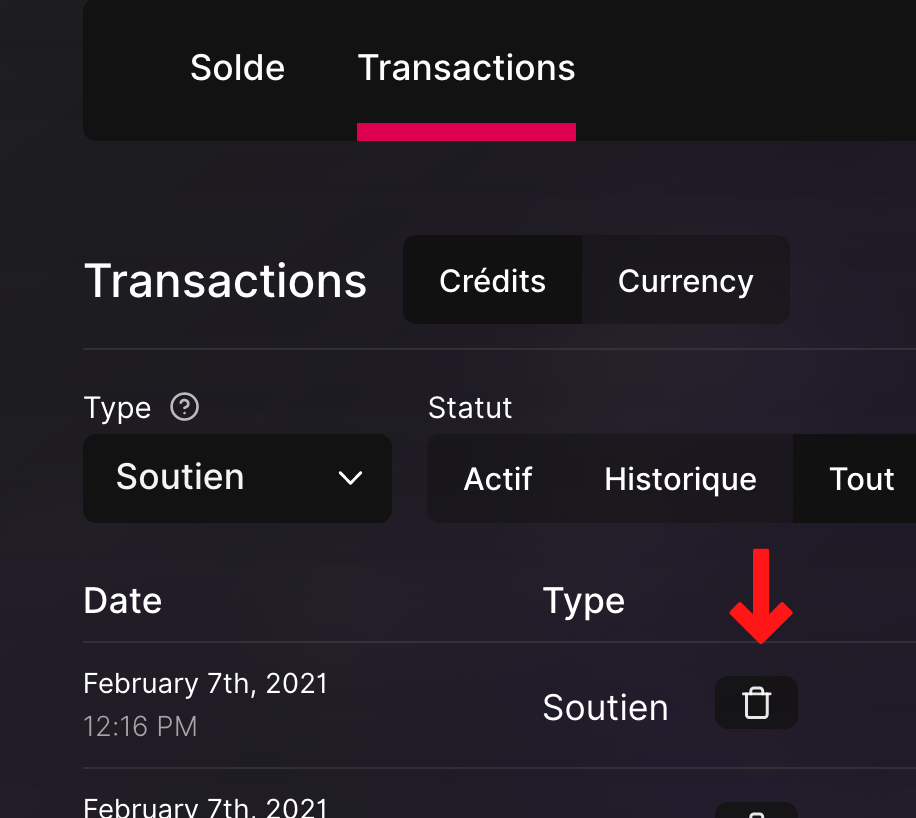 Solde Transactions
Transactions Crédits Currency
Type ? Statut
Soutien Actif Historique Tout
Date Type
February 7th, 2021
12:16 PM
Soutien
February 7th, 2021